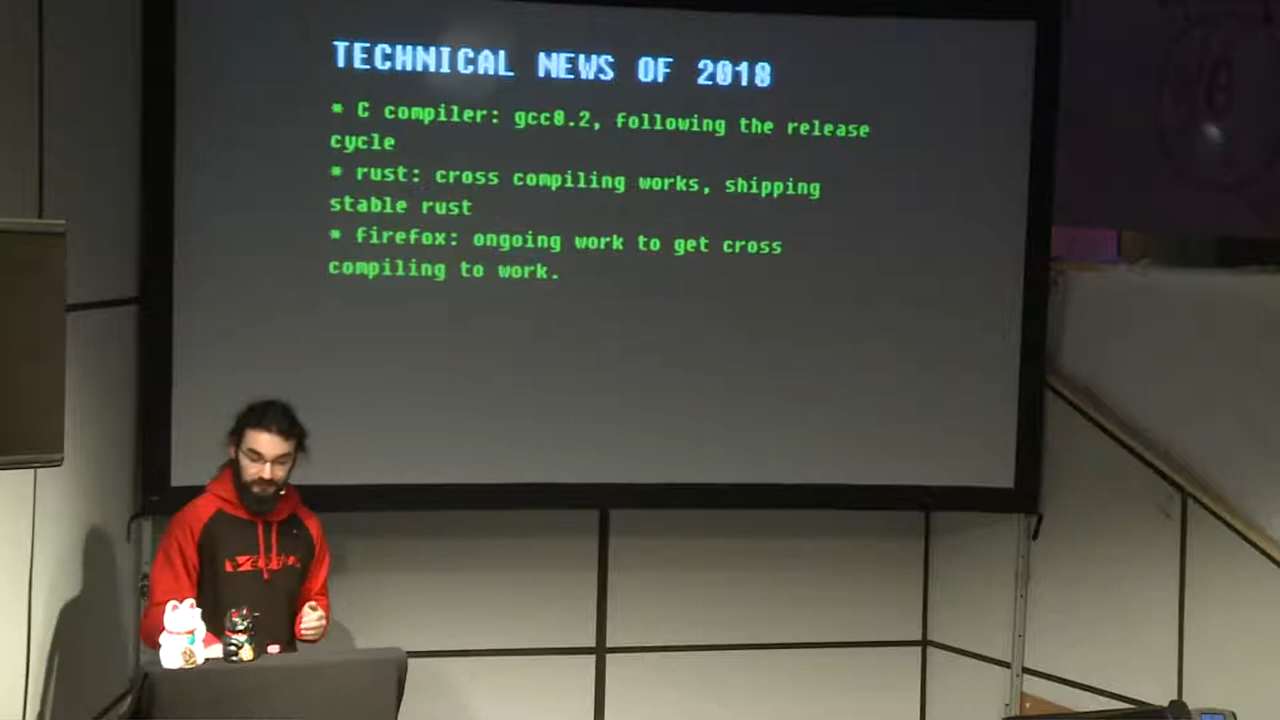 TECHNICAL NEWS OF 2018
* C compiler: gcc8.2, following the release
cycle
* rust: cross compiling works, shipping
stable rust
* firefox: ongoing work to get cross
compiling to work.